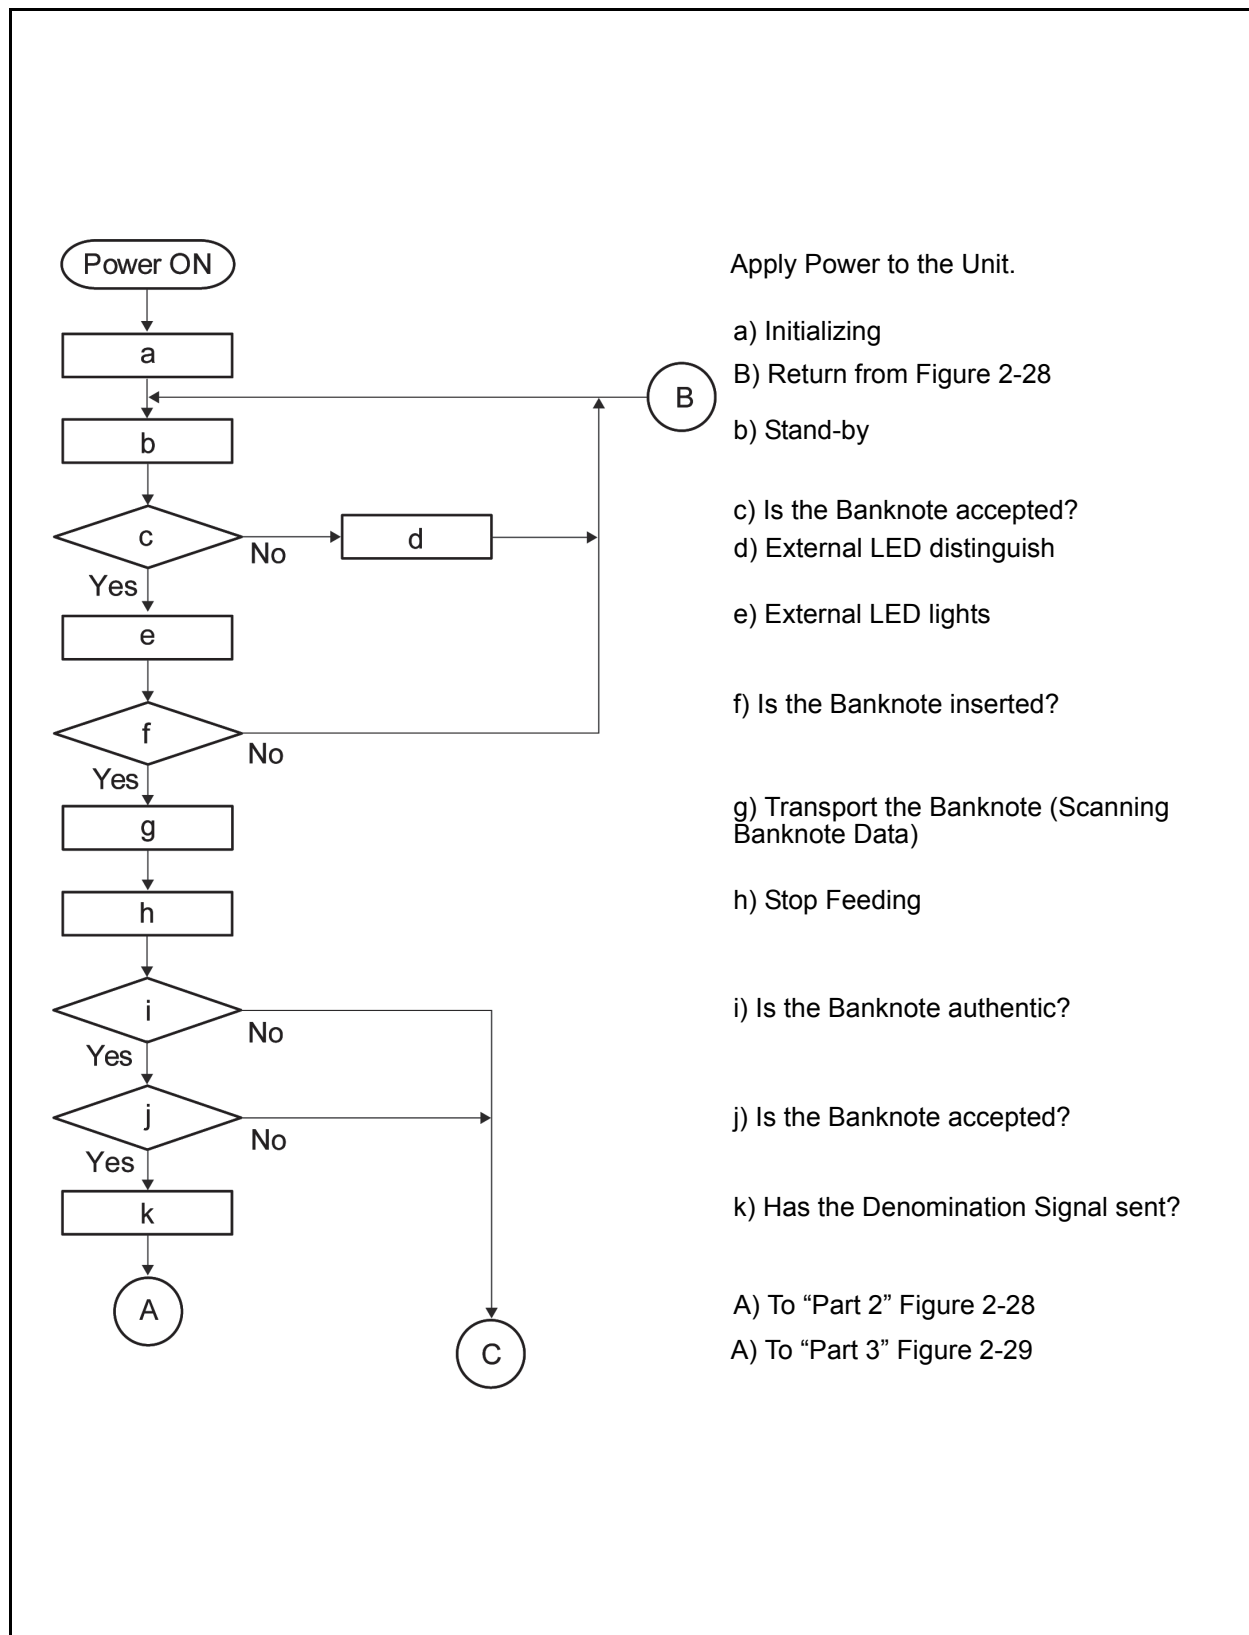 Power ON
Apply Power to the Unit.
a
a) Initializing
B
B) Return from Figure 2-28
b
b) Stand-by
c
No
d
c) Is the Banknote accepted?
d) External LED distinguish
Yes
e
e) External LED lights
f
No
f) Is the Banknote inserted?
Yes
g
g) Transport the Banknote (Scanning
Banknote Data)
h
h) Stop Feeding
i
No
i) Is the Banknote authentic?
Yes
j
No
j) Is the Banknote accepted?
Yes
k
k) Has the Denomination Signal sent?
A
A) To “Part 2” Figure 2-28
C
A) To “Part 3” Figure 2-29